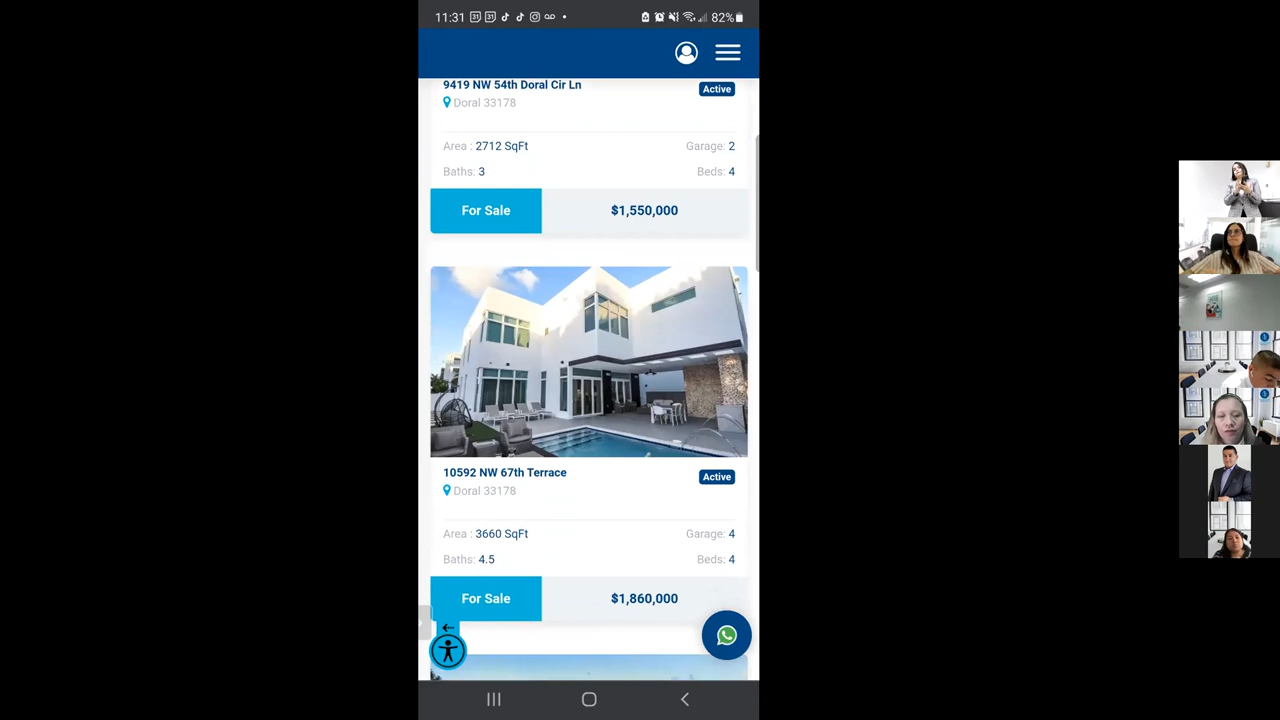 11:31
31
31
82%
9419 NW 54th Doral Cir Ln
Active
Doral 33178
Area : 2712 SqFt
Garage: 2
Baths: 3
Beds: 4
For Sale
$1,550,000
10592 NW 67th Terrace
Active
Doral 33178
Area : 3660 SqFt
Garage: 4
Baths: 4.5
Beds: 4
For Sale
$1,860,000